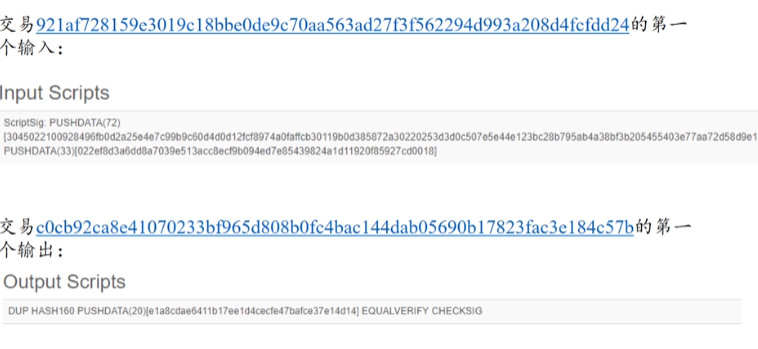 交易921af728159e3019c18bbe0de9c70aa563ad27f3f562294d993a208d4fcfdd24的第一
个输入：
Input Scripts
ScriptSig: PUSHDATA(72)
[3045022100928496fb0d2a25e4e7c99b9c60d4d0d12fcf8974a0faffcb30119b0d385872a30220253d3d0c507e5e44e123bc28b795ab4a38bf3b205455403e77aa72d58d9e1
PUSHDATA(33)[022ef8d3a6dd8a7039e513acc8ecf9b094ed7e85439824a1d11920f85927cd0018]
交易c0cb92ca8e41070233bf965d808b0fc4bac144dab05690b17823fac3e184c57b的第一
个输出：
Output Scripts
DUP HASH160 PUSHDATA(20)[e1a8cdae6411b17ee1d4cecfe47bafce37e14d14] EQUALVERIFY CHECKSIG